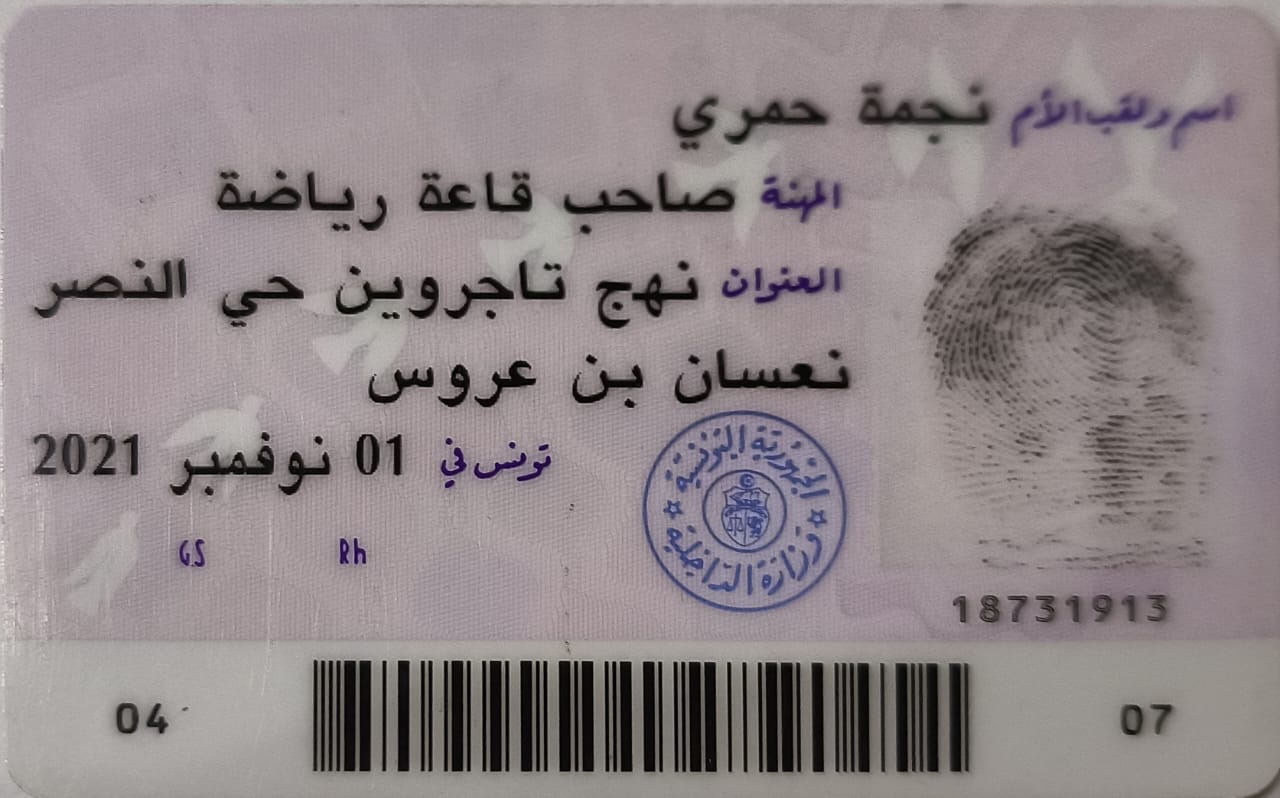 اسم ولقب الأم نجمة حمري
المهنة صاحب قاعة رياضة
العنوان نهج تاجروين حي النصر
نعسان بن عروس
تونس في 01 نوفمبر 2021
الجمهورية التونسية
وزارة الداخلية
Rh GS
18731913
04 07